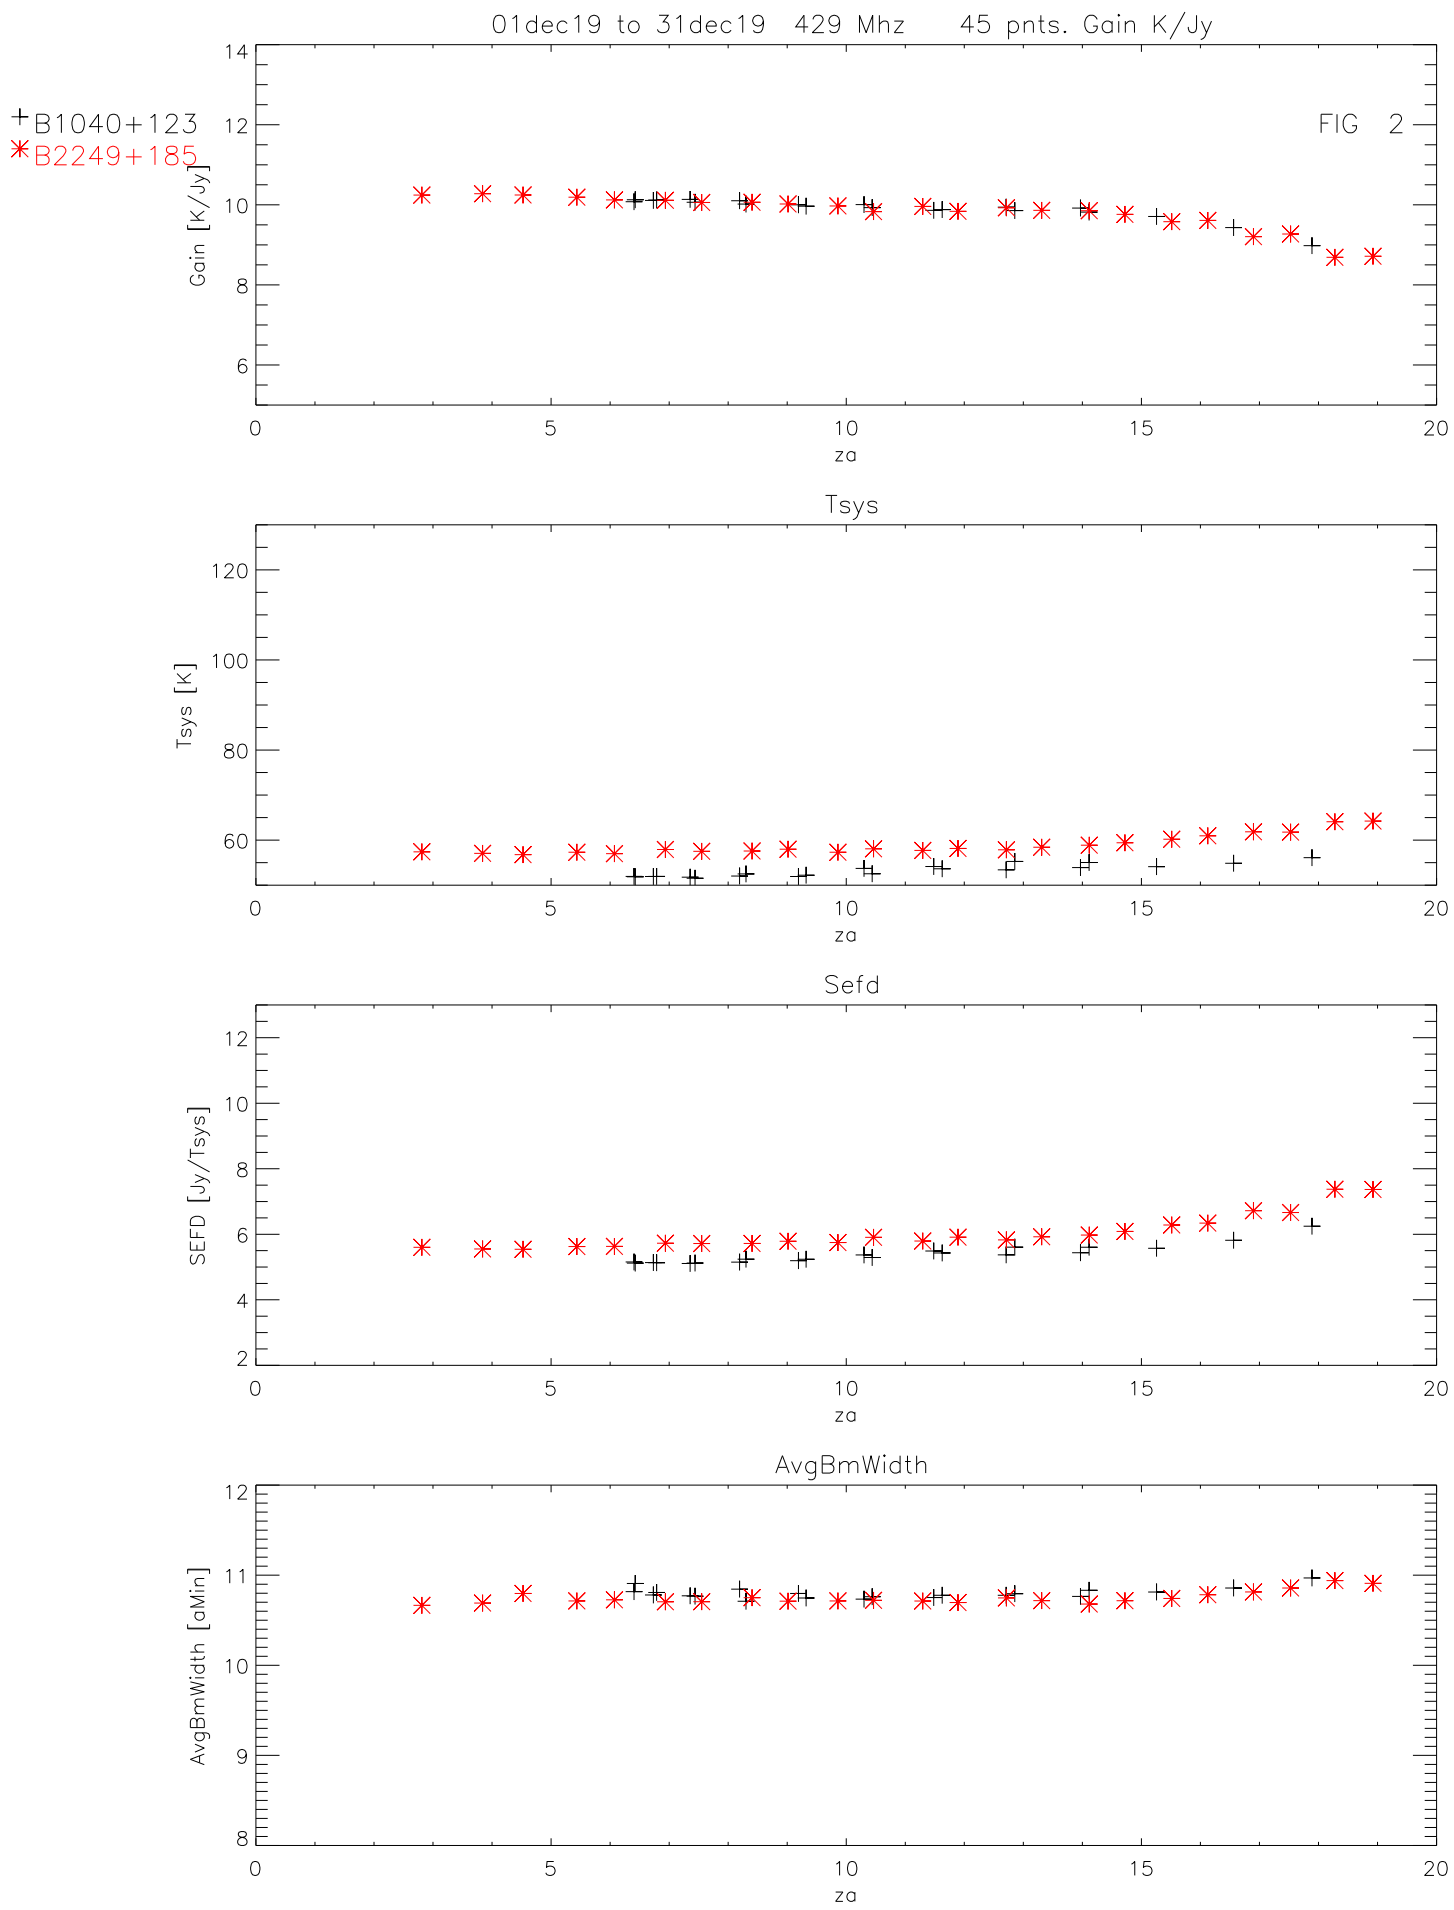 01dec19 to 31dec19 429 Mhz 45 pnts. Gain K/Jy
B1040+123
B2249+185
FIG 2
Gain [K/Jy]
14
12
10
8
6
0 5 10 15 20
za
Tsys
Tsys [K]
120
100
80
60
0 5 10 15 20
za
Sefd
SEFD [Jy/Tsys]
12
10
8
6
4
2
0 5 10 15 20
za
AvgBmWidth
AvgBmWidth [aMin]
12
11
10
9
8
0 5 10 15 20
za